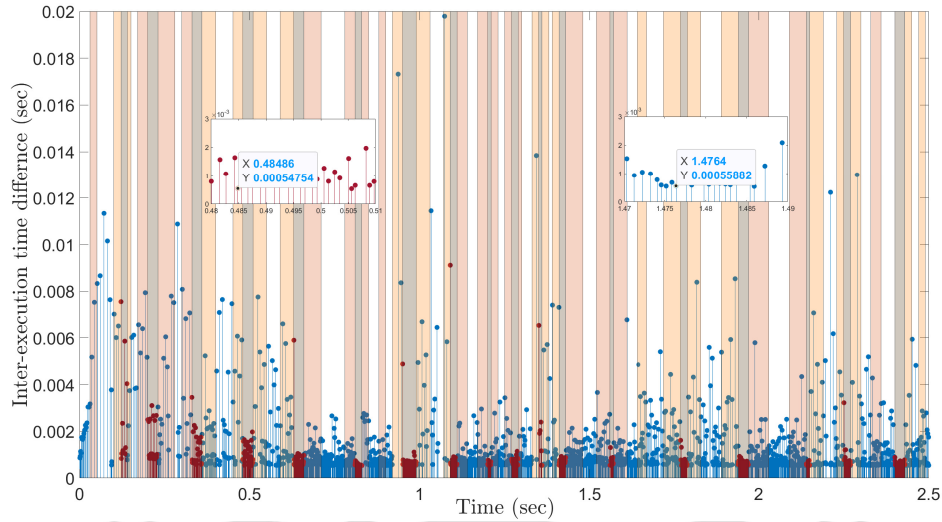 0.02
0.018
0.016
0.014
0.012
0.01
0.008
0.006
0.004
0.002
0
Inter-execution time differnce (sec)
×10⁻³
3
2
1
0
X 0.48486
Y 0.00054754
0.48 0.485 0.49 0.495 0.5 0.505 0.51
×10⁻³
3
2
1
0
X 1.4764
Y 0.00055882
1.47 1.475 1.48 1.485 1.49
0 0.5 1 1.5 2 2.5
Time (sec)